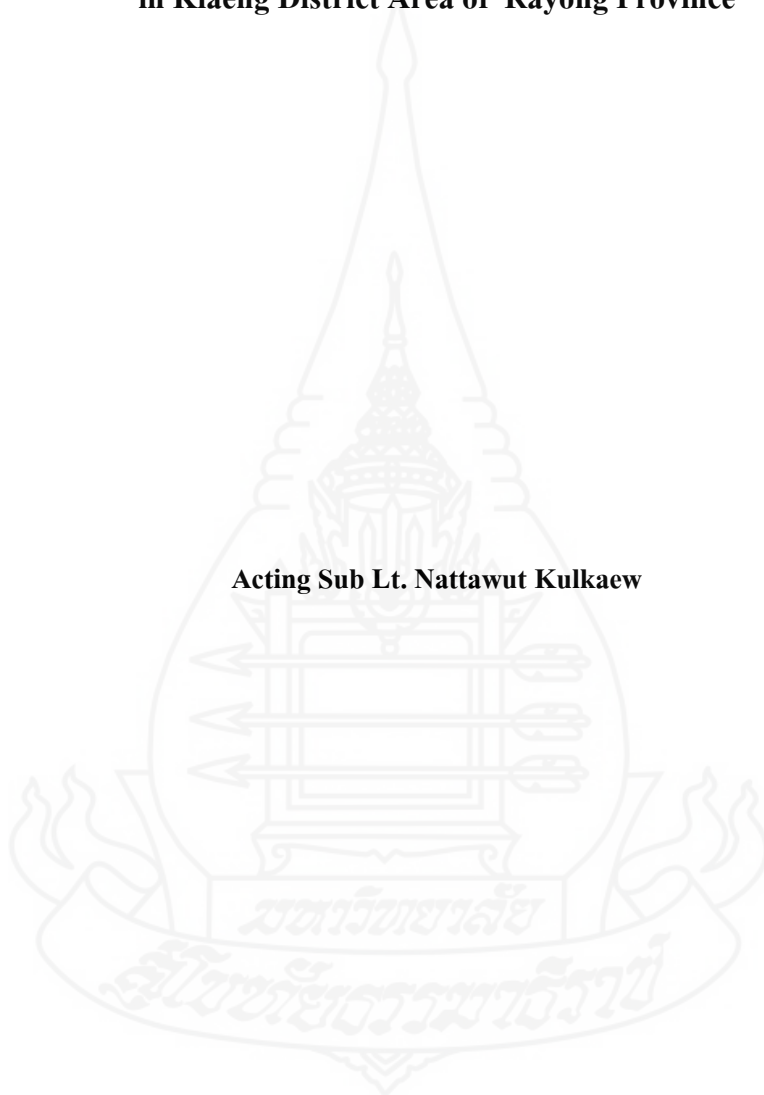 in Klaeng District Area of Rayong Province
Acting Sub Lt. Nattawut Kulkaew
มหาวิทยาลัย
สุโขทัยธรรมาธิราช